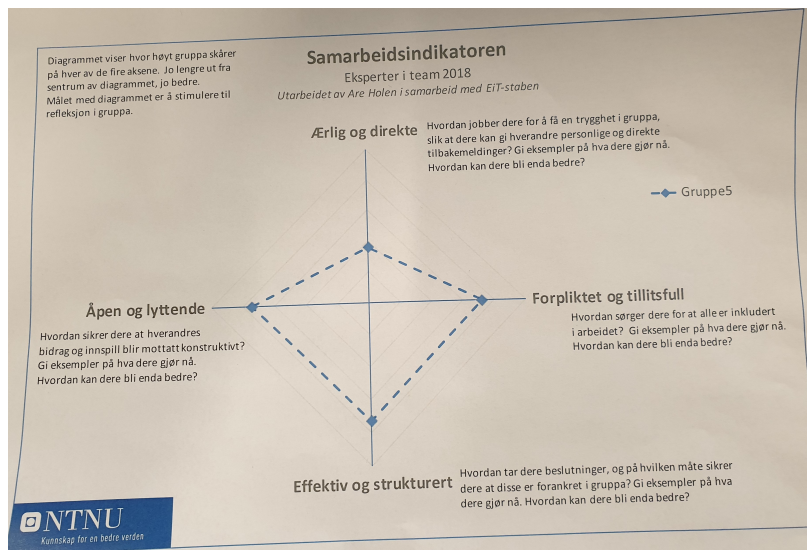 Diagrammet viser hvor høyt gruppa skårer
på hver av de fire aksene. Jo lengre ut fra
sentrum av diagrammet, jo bedre.
Målet med diagrammet er å stimulere til
refleksjon i gruppa.
Samarbeidsindikatoren
Eksperter i team 2018
Utarbeidet av Are Holen i samarbeid med EiT-staben
Ærlig og direkte
Hvordan jobber dere for å få en trygghet i gruppa,
slik at dere kan gi hverandre personlige og direkte
tilbakemeldinger? Gi eksempler på hva dere gjør nå.
Hvordan kan dere bli enda bedre?
Gruppe5
Åpen og lyttende
Hvordan sikrer dere at hverandres
bidrag og innspill blir mottatt konstruktivt?
Gi eksempler på hva dere gjør nå.
Hvordan kan dere bli enda bedre?
Forpliktet og tillitsfull
Hvordan sørger dere for at alle er inkludert
i arbeidet? Gi eksempler på hva dere gjør nå.
Hvordan kan dere bli enda bedre?
Effektiv og strukturert
Hvordan tar dere beslutninger, og på hvilken måte sikrer
dere at disse er forankret i gruppa? Gi eksempler på hva
dere gjør nå. Hvordan kan dere bli enda bedre?
NTNU
Kunnskap for en bedre verden